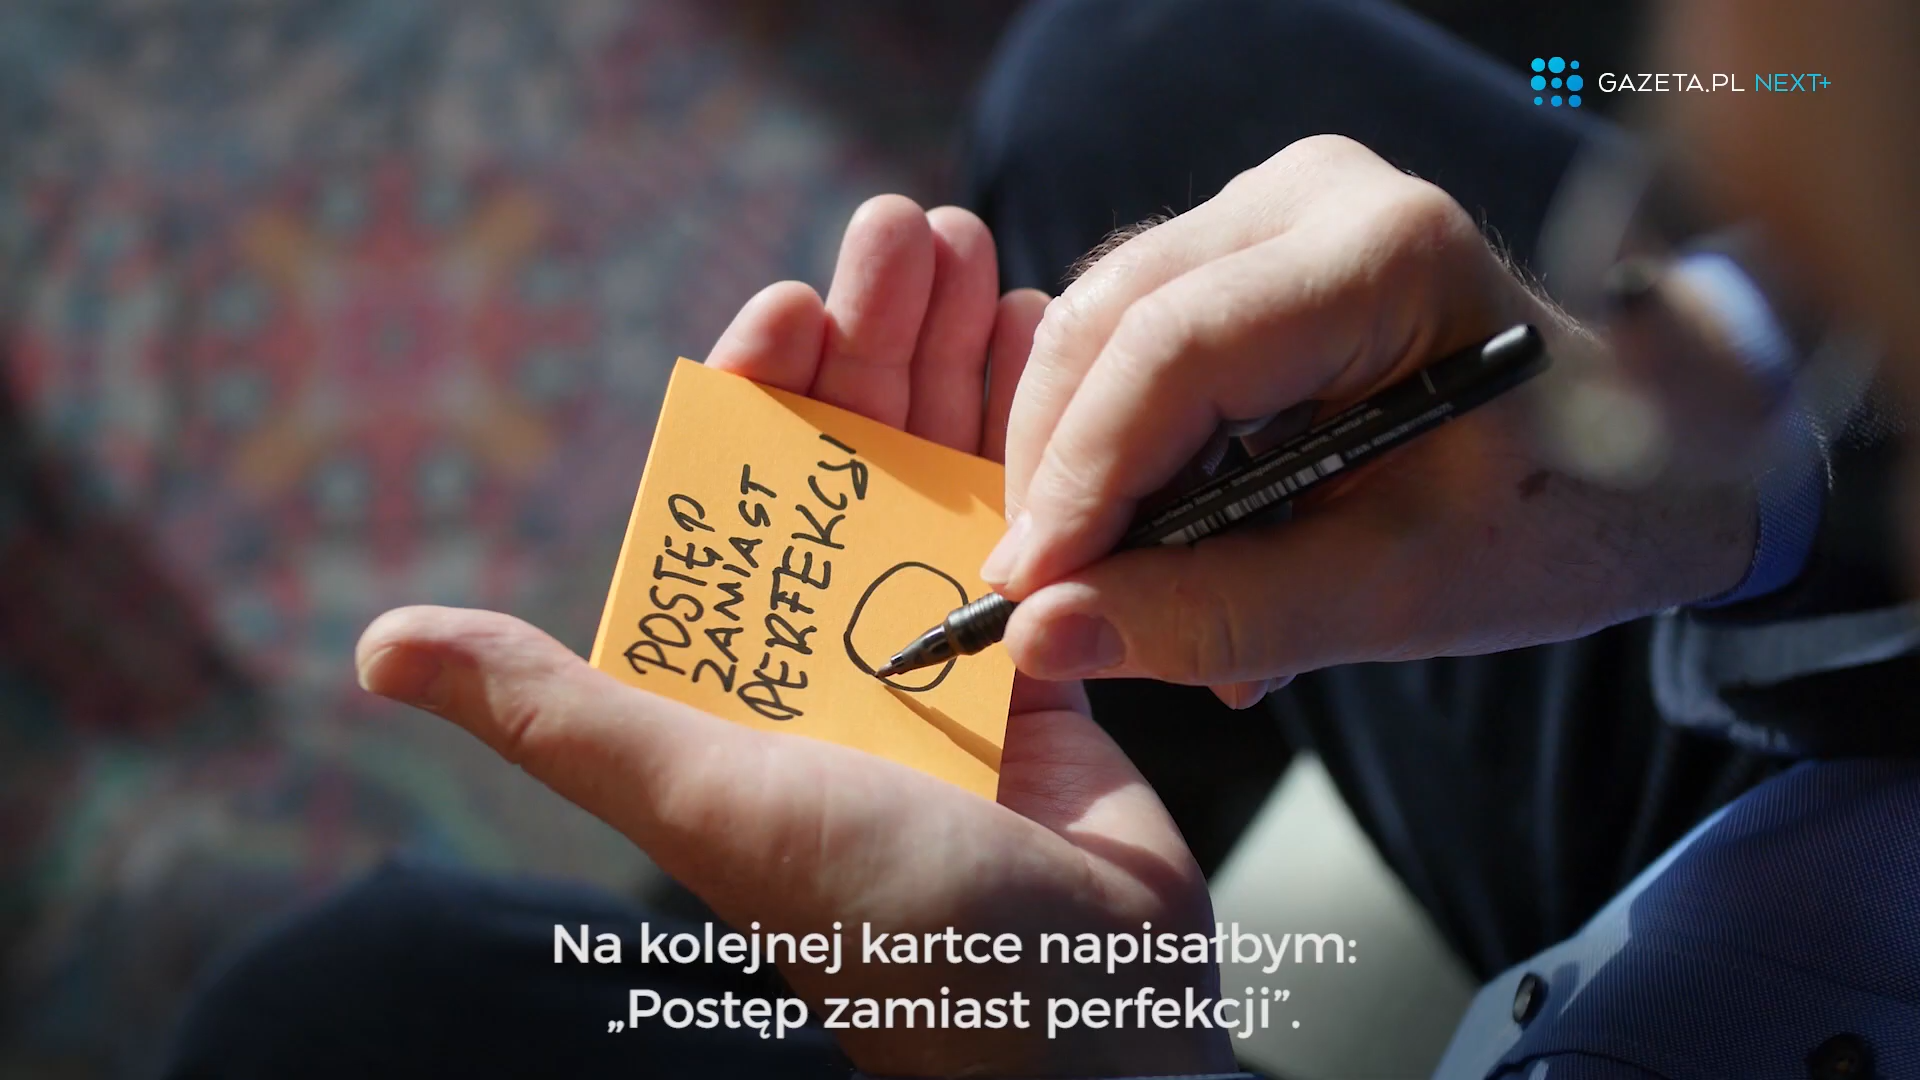 GAZETA.PL NEXT+
POSTĘP
ZAMIAST
PERFEKCJI
Na kolejnej kartce napisałbym:
„Postęp zamiast perfekcji”.